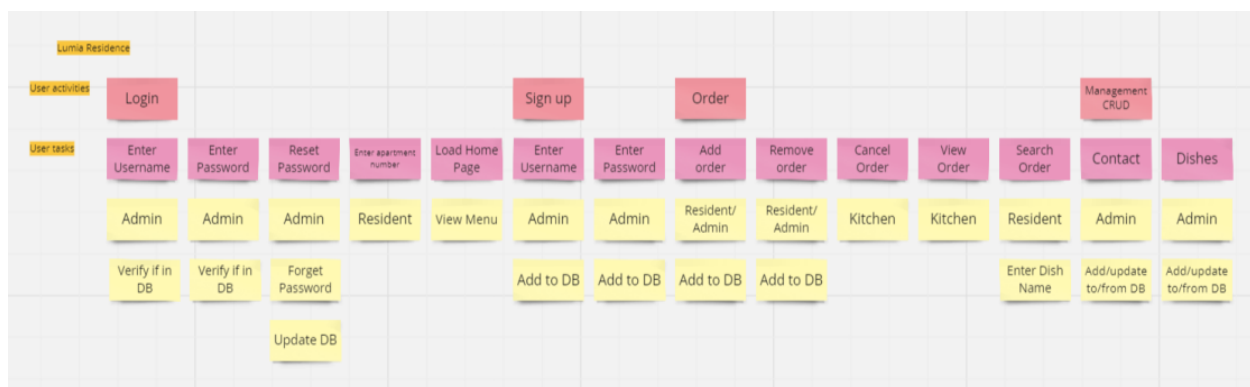 Lumia Residence
User activities
Login
Sign up
Order
Management
CRUD
User tasks
Enter
Username
Enter
Password
Reset
Password
Enter apartment
number
Load Home
Page
Enter
Username
Enter
Password
Add
order
Remove
order
Cancel
Order
View
Order
Search
Order
Contact
Dishes
Admin
Admin
Admin
Resident
View Menu
Admin
Admin
Resident/
Admin
Resident/
Admin
Kitchen
Kitchen
Resident
Admin
Admin
Verify if in
DB
Verify if in
DB
Forget
Password
Add to DB
Add to DB
Add to DB
Add to DB
Enter Dish
Name
Add/update
to/from DB
Add/update
to/from DB
Update DB